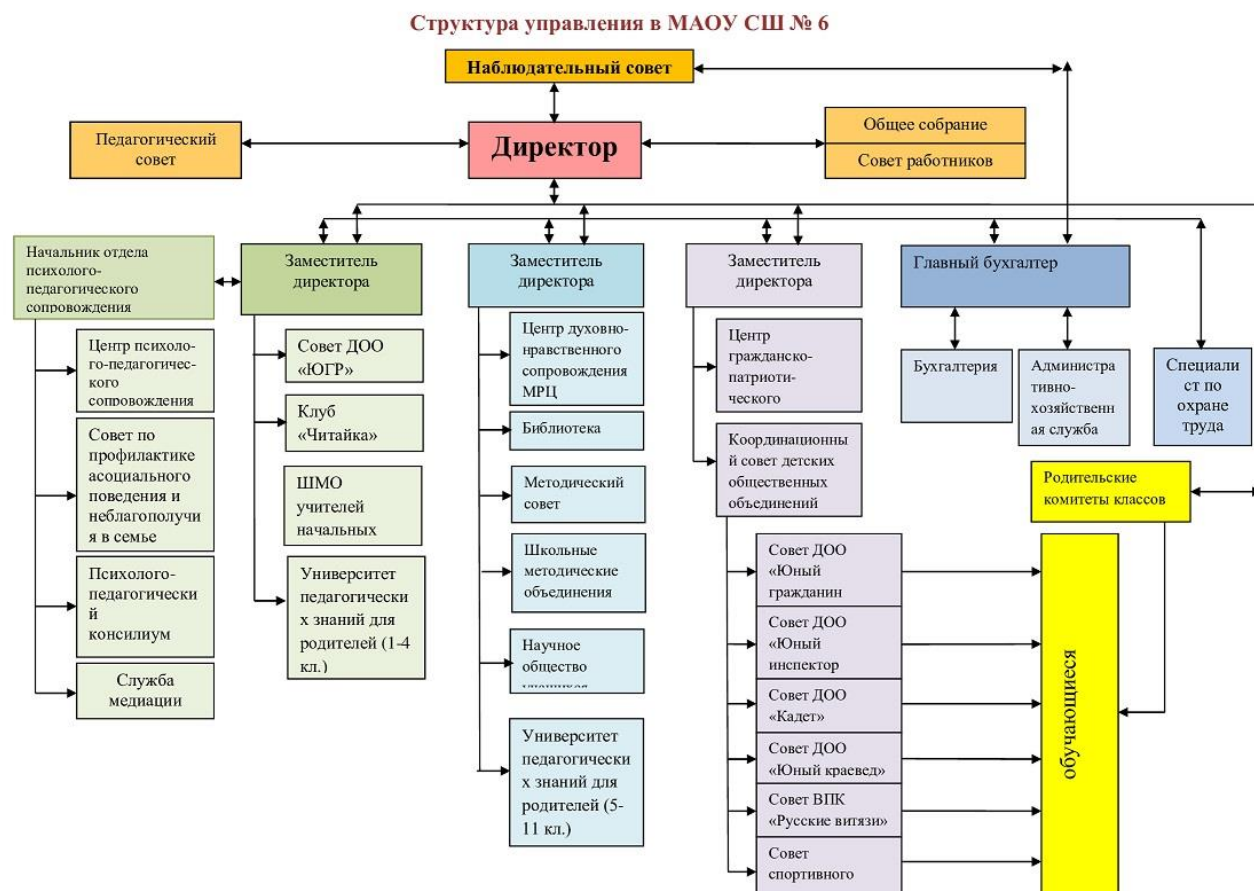 Структура управления в МАОУ СШ № 6
Наблюдательный совет
Педагогический
совет
Директор
Общее собрание
Совет работников
Начальник отдела
психолого-
педагогического
сопровождения
Заместитель
директора
Заместитель
директора
Заместитель
директора
Главный бухгалтер
Центр психоло-
го-педагогичес-
кого
сопровождения
Совет по
профилактике
асоциального
поведения и
неблагополучи
я в семье
Психолого-
педагогически
й
консилиум
Служба
медиации
Совет ДОО
«ЮГР»
Клуб
«Читайка»
ШМО
учителей
начальных
Университет
педагогически
х знаний для
родителей (1-4
кл.)
Центр духовно-
нравственного
сопровождения
МРЦ
Библиотека
Методический
совет
Школьные
методические
объединения
Научное
общество
учащихся
Университет
педагогически
х знаний для
родителей (5-
11 кл.)
Центр
гражданско-
патриоти-
ческого
Координационны
й совет детских
общественных
объединений
Совет ДОО
«Юный
гражданин
Совет ДОО
«Юный
инспектор
Совет ДОО
«Кадет»
Совет ДОО
«Юный краевед»
Совет ВПК
«Русские витязи»
Совет
спортивного
Бухгалтерия
Администра
тивно-
хозяйственн
ая служба
Специали
ст по
охране
труда
Родительские
комитеты классов
обучающиеся